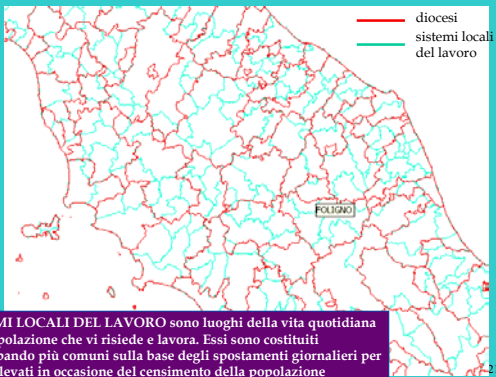 diocesi
sistemi locali
del lavoro
FOLIGNO
MI LOCALI DEL LAVORO sono luoghi della vita quotidiana
polazione che vi risiede e lavora. Essi sono costituiti
pando più comuni sulla base degli spostamenti giornalieri per
levati in occasione del censimento della popolazione
2